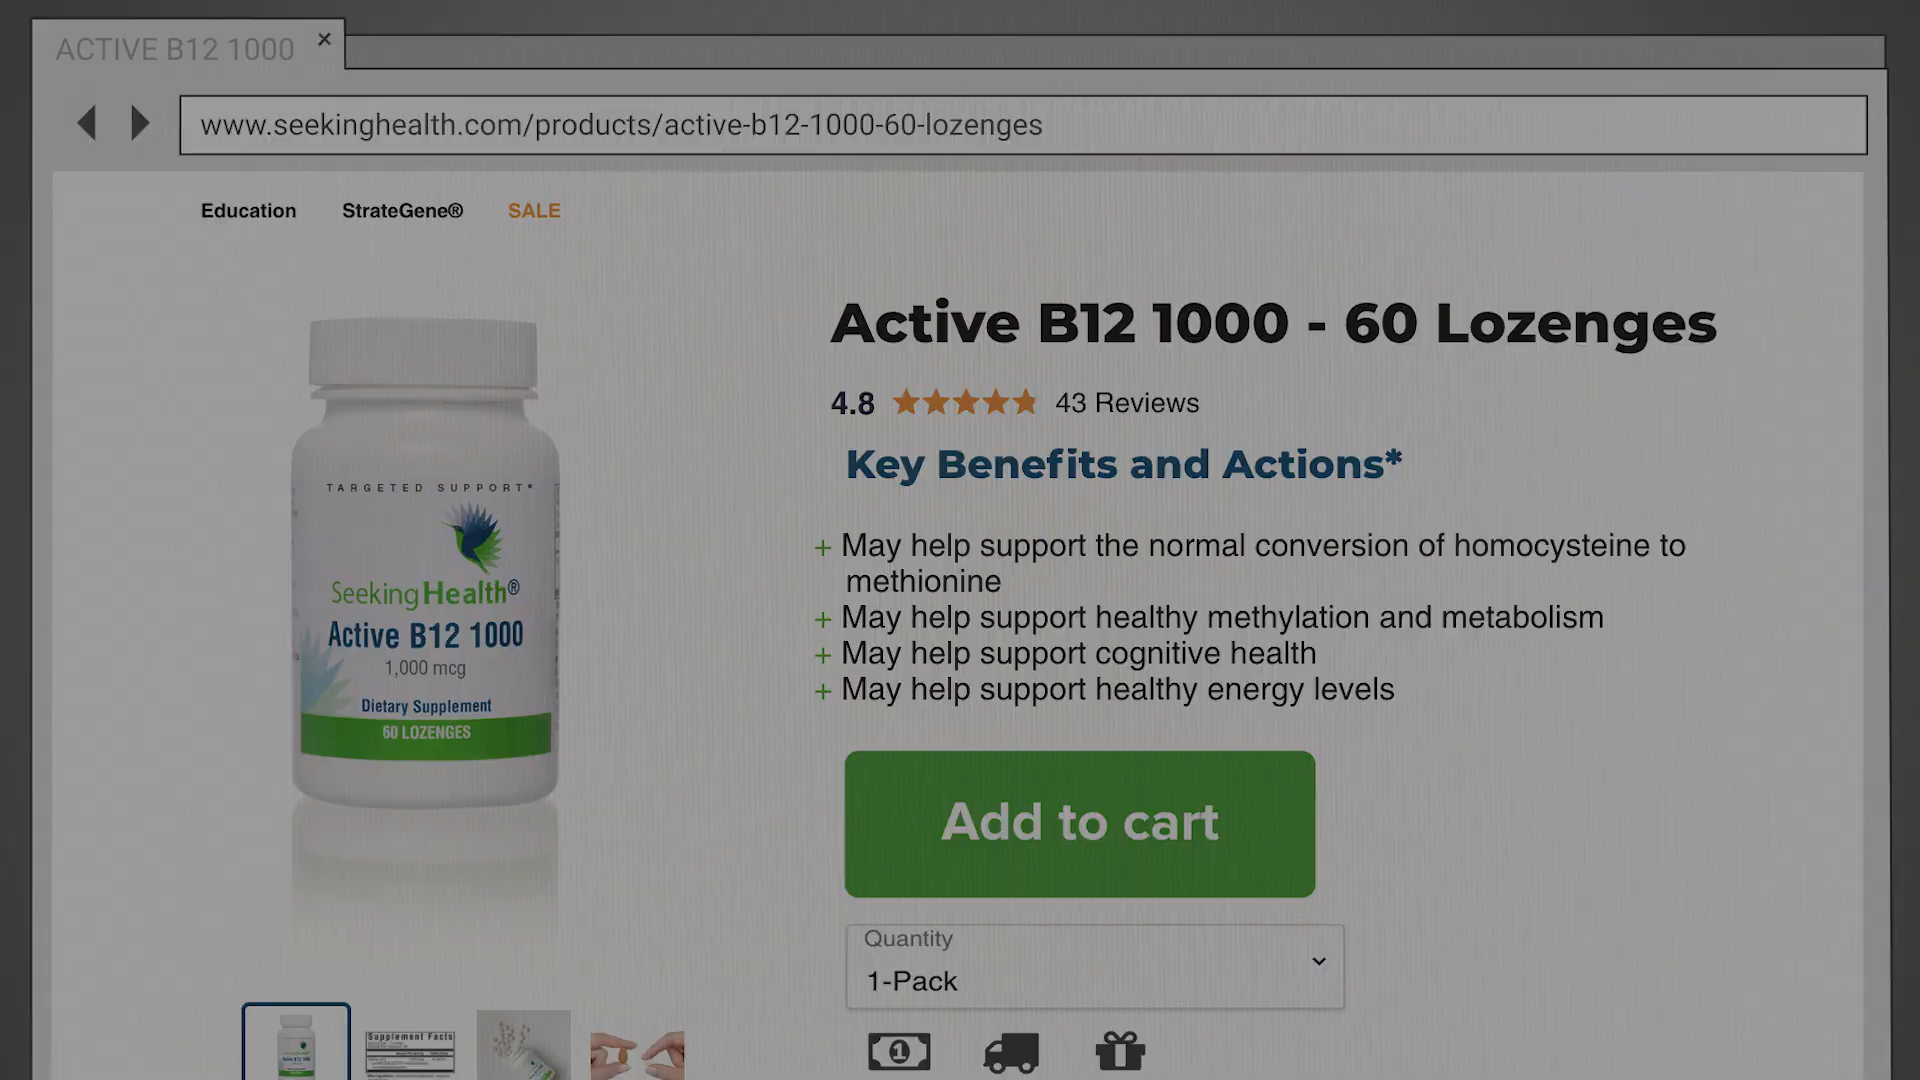 ACTIVE B12 1000 ×
www.seekinghealth.com/products/active-b12-1000-60-lozenges
Education StrateGene® SALE
Active B12 1000 - 60 Lozenges
4.8 43 Reviews
Key Benefits and Actions*
+ May help support the normal conversion of homocysteine to
methionine
+ May help support healthy methylation and metabolism
+ May help support cognitive health
+ May help support healthy energy levels
Add to cart
Quantity
1-Pack
TARGETED SUPPORT*
SeekingHealth®
Active B12 1000
1,000 mcg
Dietary Supplement
60 LOZENGES
Supplement Facts
1